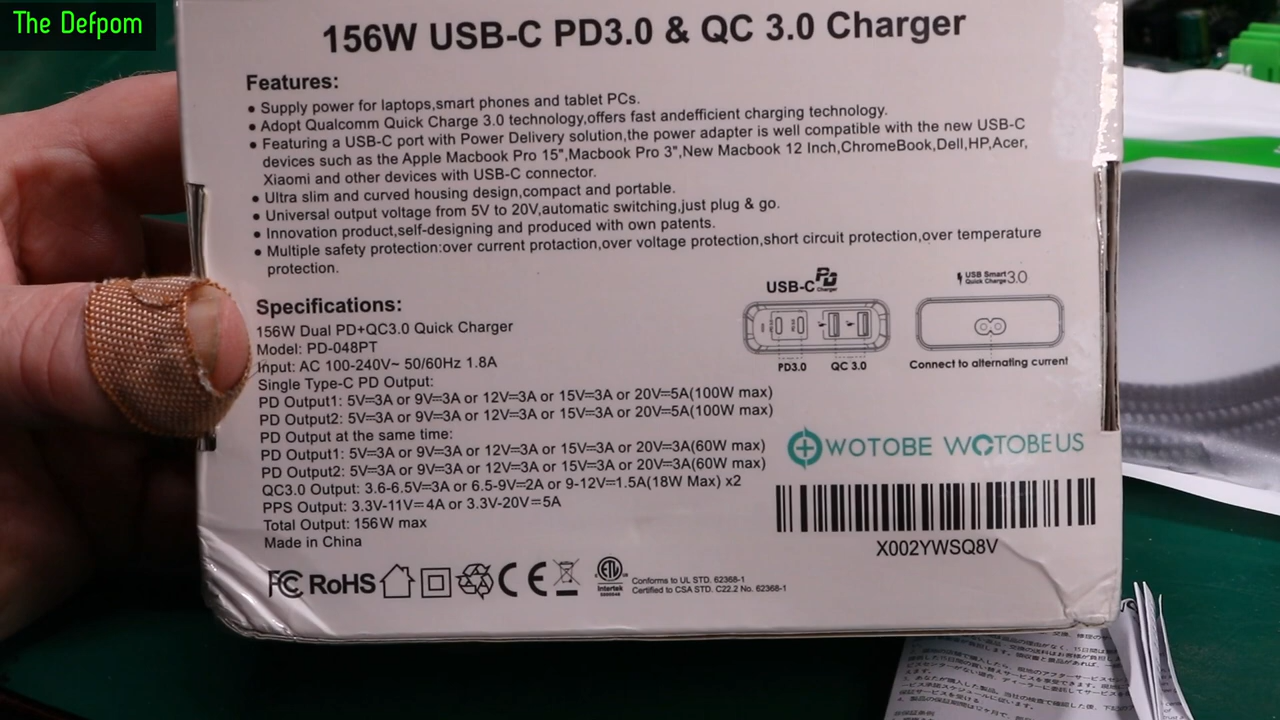 The Defpom
156W USB-C PD3.0 & QC 3.0 Charger
Features:
• Supply power for laptops,smart phones and tablet PCs.
• Adopt Qualcomm Quick Charge 3.0 technology,offers fast andefficient charging technology.
• Featuring a USB-C port with Power Delivery solution,the power adapter is well compatible with the new USB-C
devices such as the Apple Macbook Pro 15",Macbook Pro 3",New Macbook 12 Inch,ChromeBook,Dell,HP,Acer,
Xiaomi and other devices with USB-C connector.
• Ultra slim and curved housing design,compact and portable.
• Universal output voltage from 5V to 20V,automatic switching,just plug & go.
• Innovation product,self-designing and produced with own patents.
• Multiple safety protection:over current protaction,over voltage protection,short circuit protection,over temperature
protection.
USB-C PD Charger
USB Smart
Quick Charge 3.0
PD3.0 QC 3.0
Connect to alternating current
Specifications:
156W Dual PD+QC3.0 Quick Charger
Model: PD-048PT
Input: AC 100-240V~ 50/60Hz 1.8A
Single Type-C PD Output:
PD Output1: 5V⎓3A or 9V⎓3A or 12V⎓3A or 15V⎓3A or 20V⎓5A(100W max)
PD Output2: 5V⎓3A or 9V⎓3A or 12V⎓3A or 15V⎓3A or 20V⎓5A(100W max)
PD Output at the same time:
PD Output1: 5V⎓3A or 9V⎓3A or 12V⎓3A or 15V⎓3A or 20V⎓3A(60W max)
PD Output2: 5V⎓3A or 9V⎓3A or 12V⎓3A or 15V⎓3A or 20V⎓3A(60W max)
QC3.0 Output: 3.6-6.5V⎓3A or 6.5-9V⎓2A or 9-12V⎓1.5A(18W Max) x2
PPS Output: 3.3V-11V⎓4A or 3.3V-20V⎓5A
Total Output: 156W max
Made in China
WOTOBE WOTOBEUS
X002YWSQ8V
FC RoHS CE ETL Intertek
Conforms to UL STD. 62368-1
Certified to CSA STD. C22.2 No. 62368-1